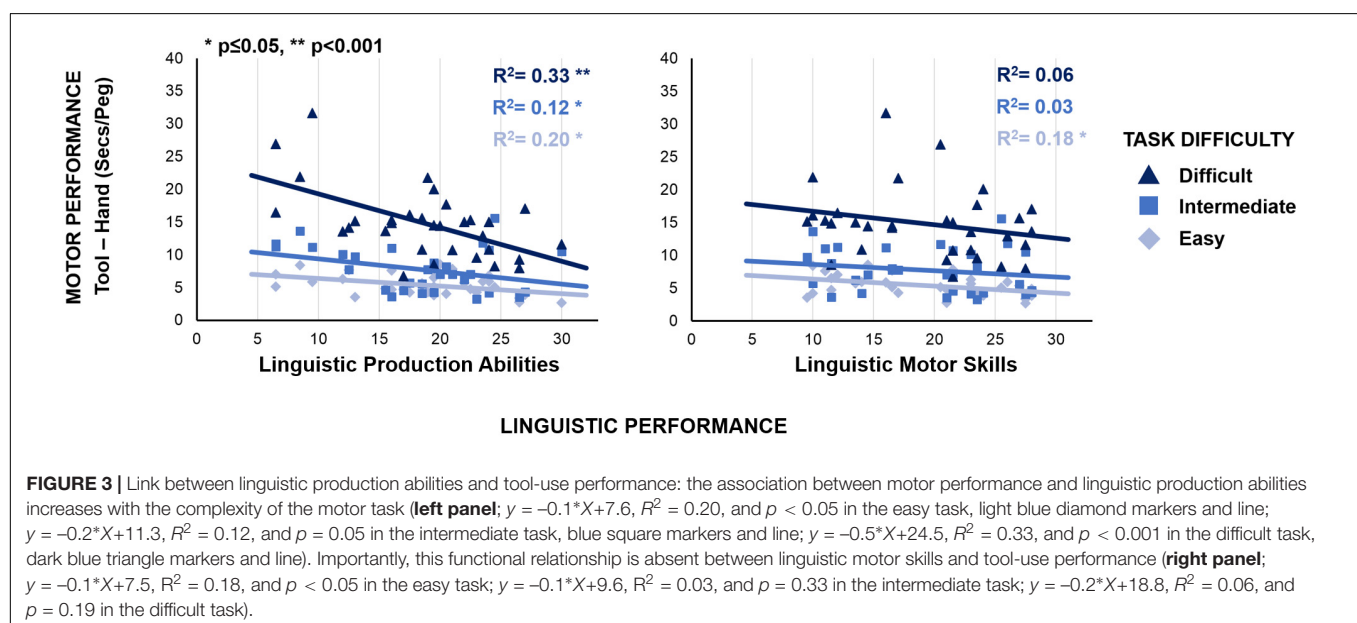 * p≤0.05, ** p<0.001
MOTOR PERFORMANCE
Tool – Hand (Secs/Peg)
40
35
30
25
20
15
10
5
0
R²= 0.33 **
R²= 0.12 *
R²= 0.20 *
0 5 10 15 20 25 30
Linguistic Production Abilities
40
35
30
25
20
15
10
5
0
R²= 0.06
R²= 0.03
R²= 0.18 *
0 5 10 15 20 25 30
Linguistic Motor Skills
TASK DIFFICULTY
Difficult
Intermediate
Easy
LINGUISTIC PERFORMANCE
FIGURE 3 | Link between linguistic production abilities and tool-use performance: the association between motor performance and linguistic production abilities
increases with the complexity of the motor task (left panel; y = –0.1*X+7.6, R² = 0.20, and p < 0.05 in the easy task, light blue diamond markers and line;
y = –0.2*X+11.3, R² = 0.12, and p = 0.05 in the intermediate task, blue square markers and line; y = –0.5*X+24.5, R² = 0.33, and p < 0.001 in the difficult task,
dark blue triangle markers and line). Importantly, this functional relationship is absent between linguistic motor skills and tool-use performance (right panel;
y = –0.1*X+7.5, R² = 0.18, and p < 0.05 in the easy task; y = –0.1*X+9.6, R² = 0.03, and p = 0.33 in the intermediate task; y = –0.2*X+18.8, R² = 0.06, and
p = 0.19 in the difficult task).